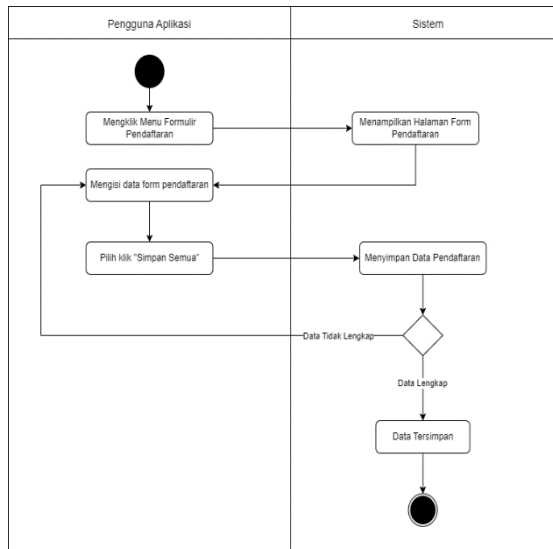 Pengguna Aplikasi
Sistem
Mengklik Menu Formulir
Pendaftaran
Menampilkan Halaman Form
Pendaftaran
Mengisi data form pendaftaran
Pilih klik "Simpan Semua"
Menyimpan Data Pendaftaran
Data Tidak Lengkap
Data Lengkap
Data Tersimpan